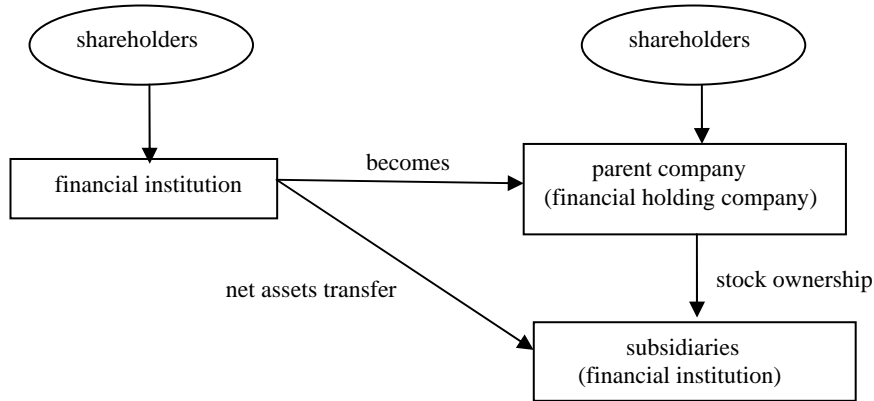 shareholders
shareholders
financial institution
becomes
parent company
(financial holding company)
net assets transfer
stock ownership
subsidiaries
(financial institution)